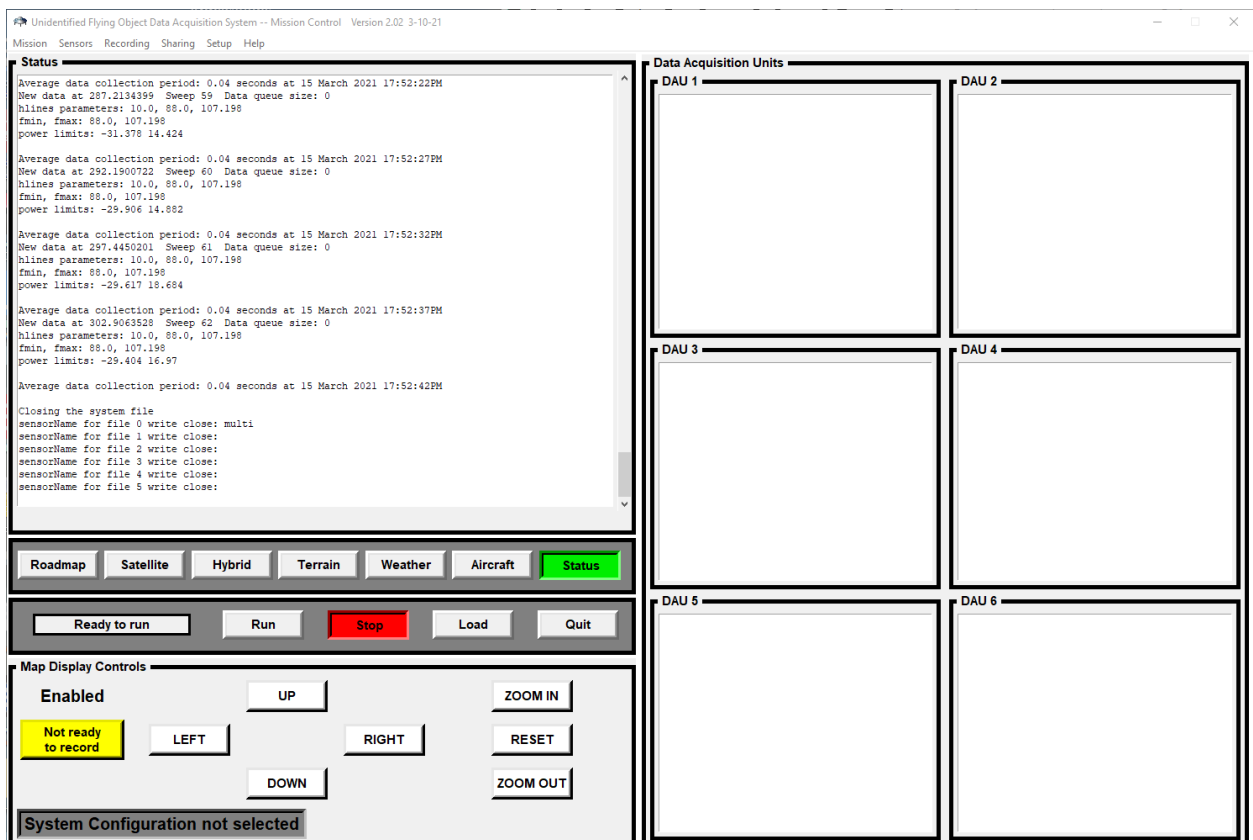 Unidentified Flying Object Data Acquisition System -- Mission Control Version 2.02 3-10-21
Mission Sensors Recording Sharing Setup Help
Status
Average data collection period: 0.04 seconds at 15 March 2021 17:52:22PM
New data at 287.2134399 Sweep 59 Data queue size: 0
hlines parameters: 10.0, 88.0, 107.198
fmin, fmax: 88.0, 107.198
power limits: -31.378 14.424
Average data collection period: 0.04 seconds at 15 March 2021 17:52:27PM
New data at 292.1900722 Sweep 60 Data queue size: 0
hlines parameters: 10.0, 88.0, 107.198
fmin, fmax: 88.0, 107.198
power limits: -29.906 14.882
Average data collection period: 0.04 seconds at 15 March 2021 17:52:32PM
New data at 297.4450201 Sweep 61 Data queue size: 0
hlines parameters: 10.0, 88.0, 107.198
fmin, fmax: 88.0, 107.198
power limits: -29.617 18.684
Average data collection period: 0.04 seconds at 15 March 2021 17:52:37PM
New data at 302.9063528 Sweep 62 Data queue size: 0
hlines parameters: 10.0, 88.0, 107.198
fmin, fmax: 88.0, 107.198
power limits: -29.404 16.97
Average data collection period: 0.04 seconds at 15 March 2021 17:52:42PM
Closing the system file
sensorName for file 0 write close: multi
sensorName for file 1 write close:
sensorName for file 2 write close:
sensorName for file 3 write close:
sensorName for file 4 write close:
sensorName for file 5 write close:
Roadmap Satellite Hybrid Terrain Weather Aircraft Status
Ready to run Run Stop Load Quit
Map Display Controls
Enabled UP ZOOM IN
Not ready
to record
LEFT RIGHT RESET
DOWN ZOOM OUT
System Configuration not selected
Data Acquisition Units
DAU 1 DAU 2
DAU 3 DAU 4
DAU 5 DAU 6